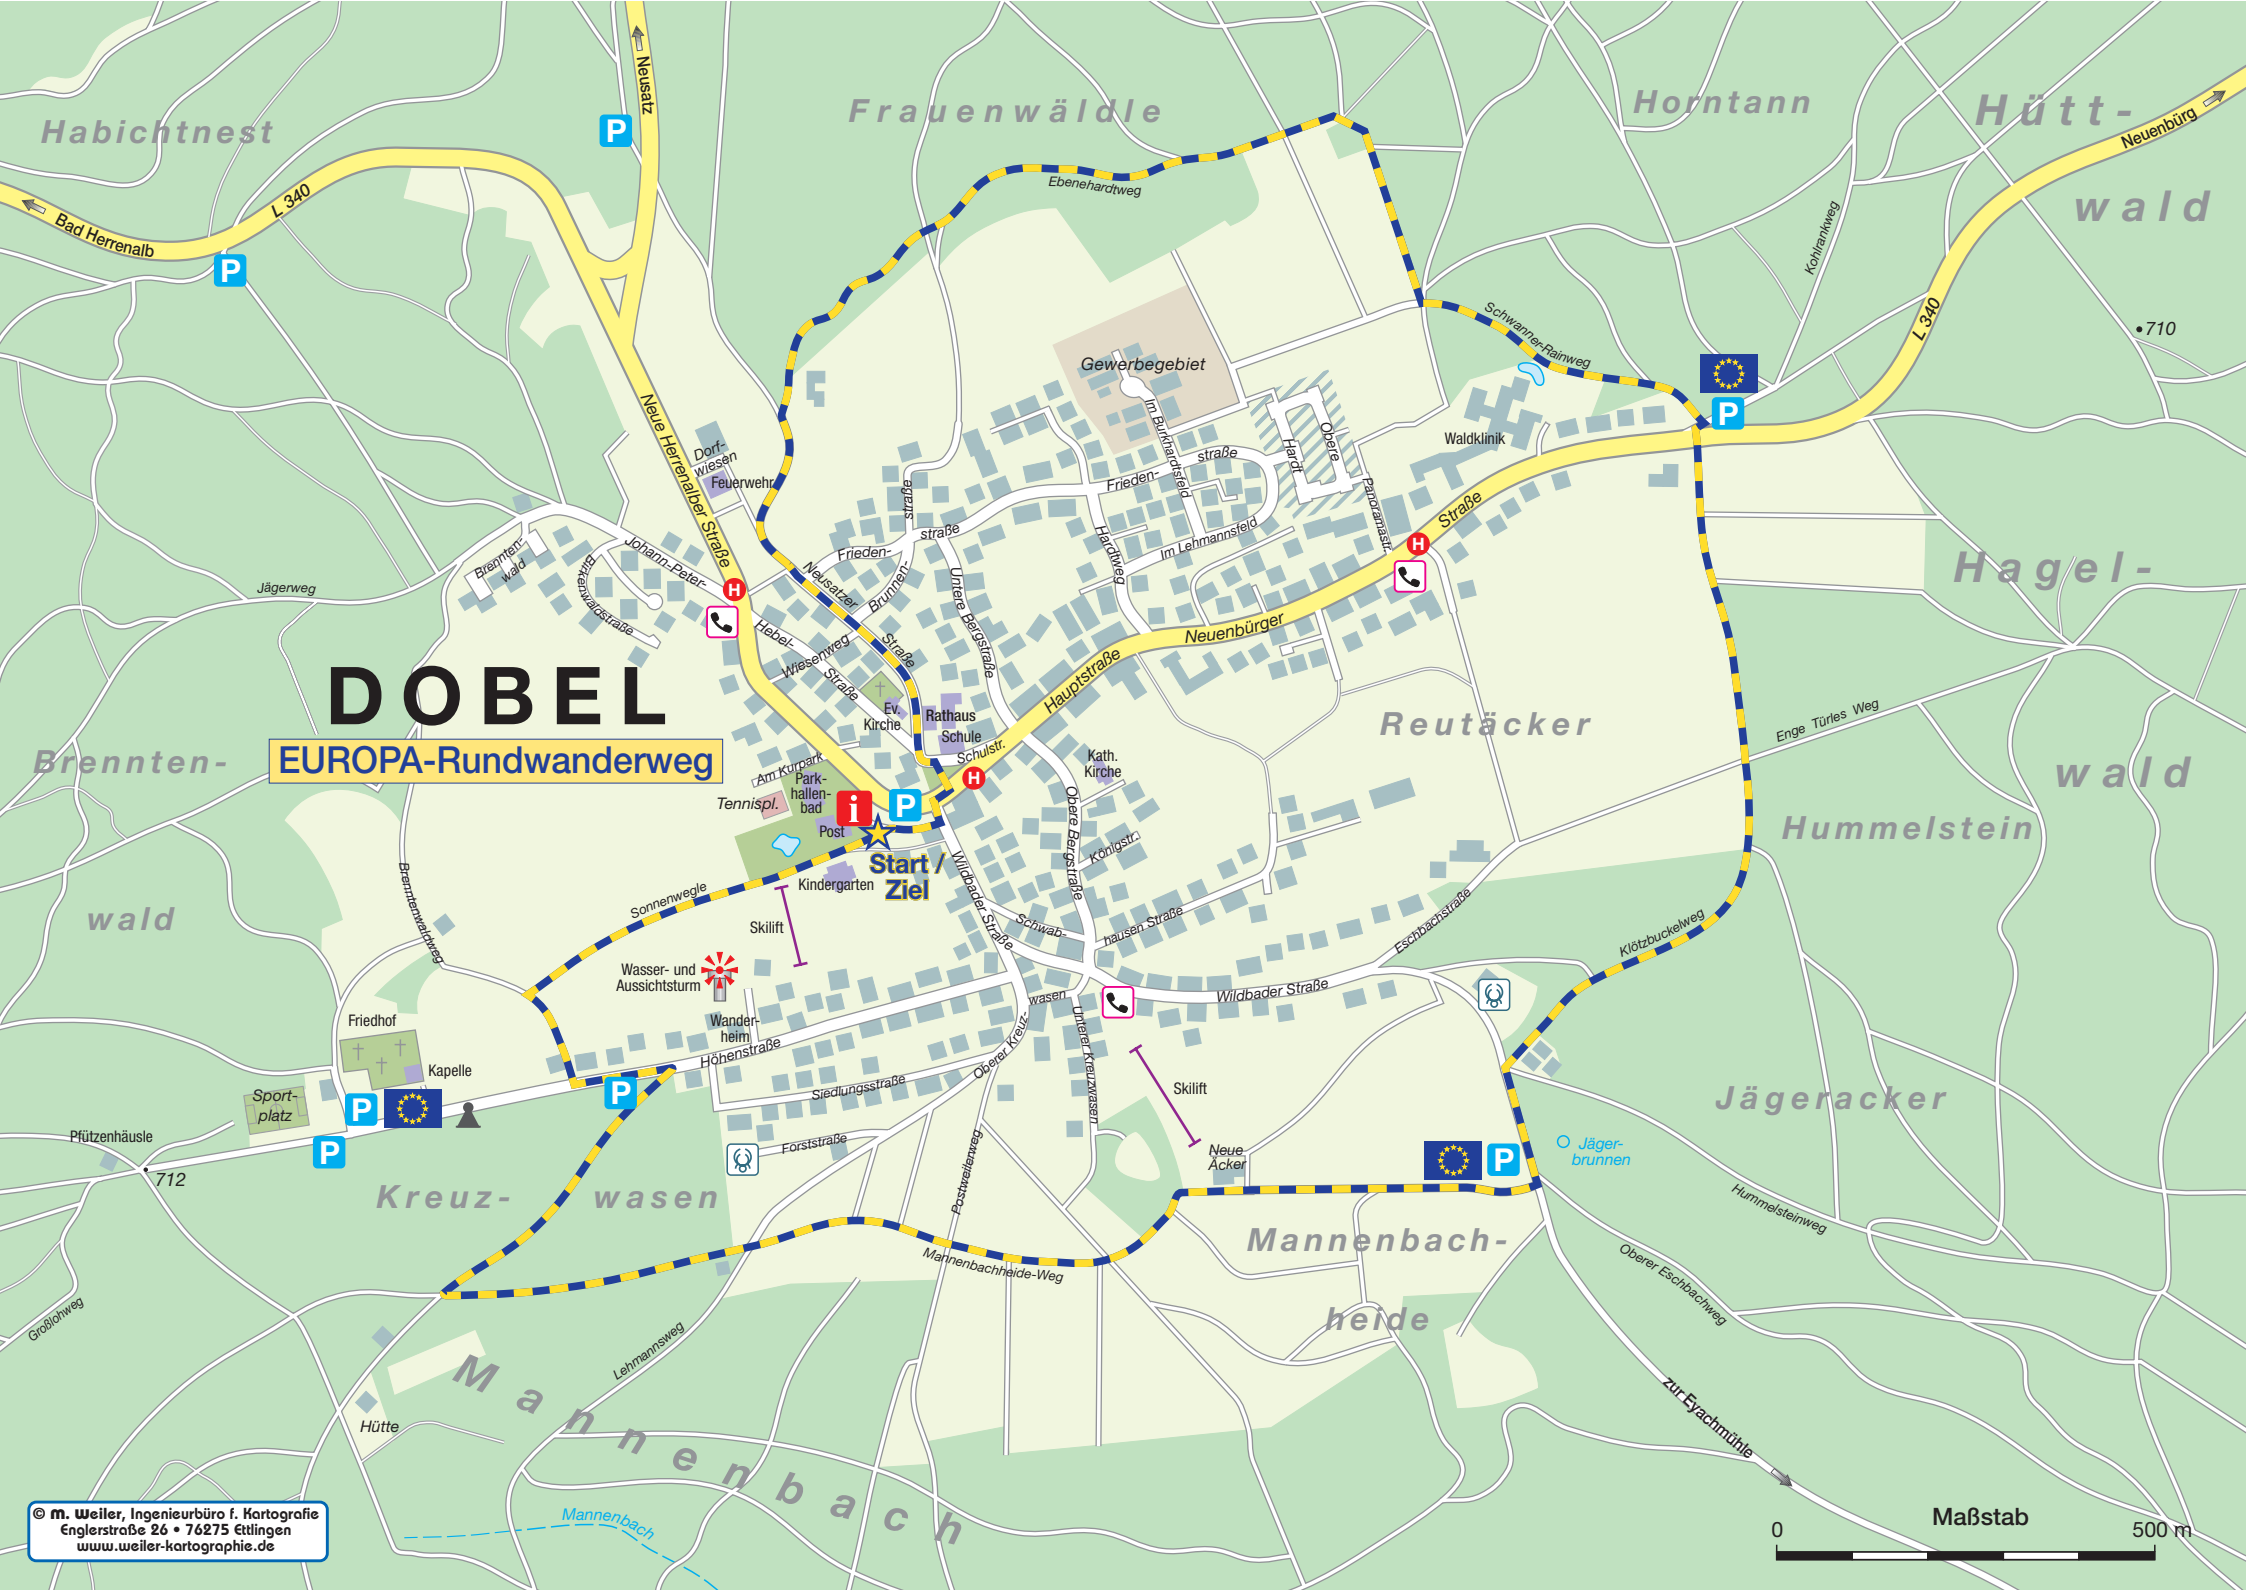 Neusatz
P
Habichtnest
Frauenwäldle
Horntann
Hütt-
wald
Neuenbürg
L 340
Bad Herrenalb
P
Ebenehardtweg
Kohlrankweg
L 340
710
Schwanner-Rainweg
P
Gewerbegebiet
Im Burkhardtsfeld
Obere
Hardt
Waldklinik
Neue Herrenalber Straße
Dorf-
wiesen
Feuerwehr
straße
Frieden-
straße
Panoramastr.
Straße
H
Jägerweg
Brennten-
wald
Birkenwaldstraße
Johann-Peter-
Hebel-
Straße
H
Frieden-
straße
Brunnen-
Neusatzer
Straße
Wiesenweg
Untere Bergstraße
Hardtweg
Im Lehmannsfeld
Neuenbürger
Hauptstraße
Hagel-
wald
DOBEL
EUROPA-Rundwanderweg
Brennten-
wald
Ev.
Kirche
Rathaus
Schule
Schulstr.
H
Am Kurpark
Park-
hallen-
bad
Tennispl.
Post
i
P
Start /
Ziel
Kindergarten
Kath.
Kirche
Königstr.
Obere Bergstraße
Reutäcker
Enge Türles Weg
Hummelstein
Sonnenwegle
Skilift
Brenntenwaldweg
Wildbader Straße
Schwab-
hausen Straße
Eschbachstraße
Klötzbuckelweg
Wasser- und
Aussichtsturm
Wander-
heim
Höhenstraße
wasen
Oberer Kreuz-
Unterer Kreuzwasen
Wildbader Straße
Friedhof
Kapelle
Sport-
platz
P
P
P
Siedlungsstraße
Forststraße
Skilift
Neue
Äcker
P
Jäger-
brunnen
Jägeracker
Pfützenhäusle
712
Kreuz-
wasen
Postweilerweg
Mannenbachheide-Weg
Mannenbach-
heide
Hummelsteinweg
Oberer Eschbachweg
Großlohweg
Lehmannsweg
Hütte
Mannenbach
Mannenbach
zur Eyachmühle
© M. Weiler, Ingenieurbüro f. Kartografie
Englerstraße 26 • 76275 Ettlingen
www.weiler-kartographie.de
Maßstab
0
500 m